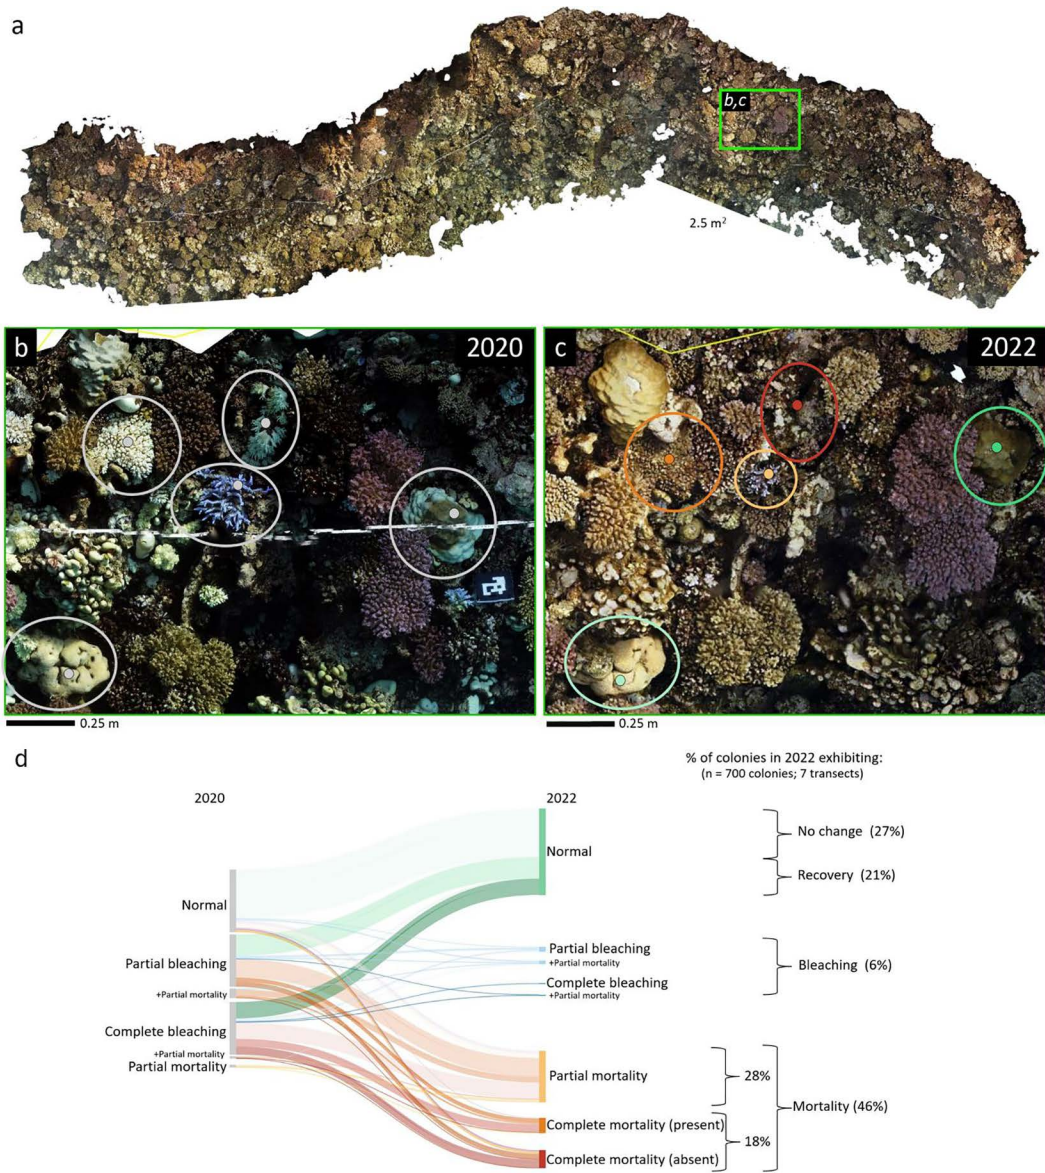 a
b,c
2.5 m²
b
2020
c
2022
0.25 m
0.25 m
d
% of colonies in 2022 exhibiting:
(n = 700 colonies; 7 transects)
2020
2022
No change (27%)
Normal
Recovery (21%)
Normal
Partial bleaching
Partial bleaching
+Partial mortality
Bleaching (6%)
Complete bleaching
+Partial mortality
+Partial mortality
Complete bleaching
+Partial mortality
Partial mortality
Partial mortality
28%
Mortality (46%)
Complete mortality (present)
18%
Complete mortality (absent)